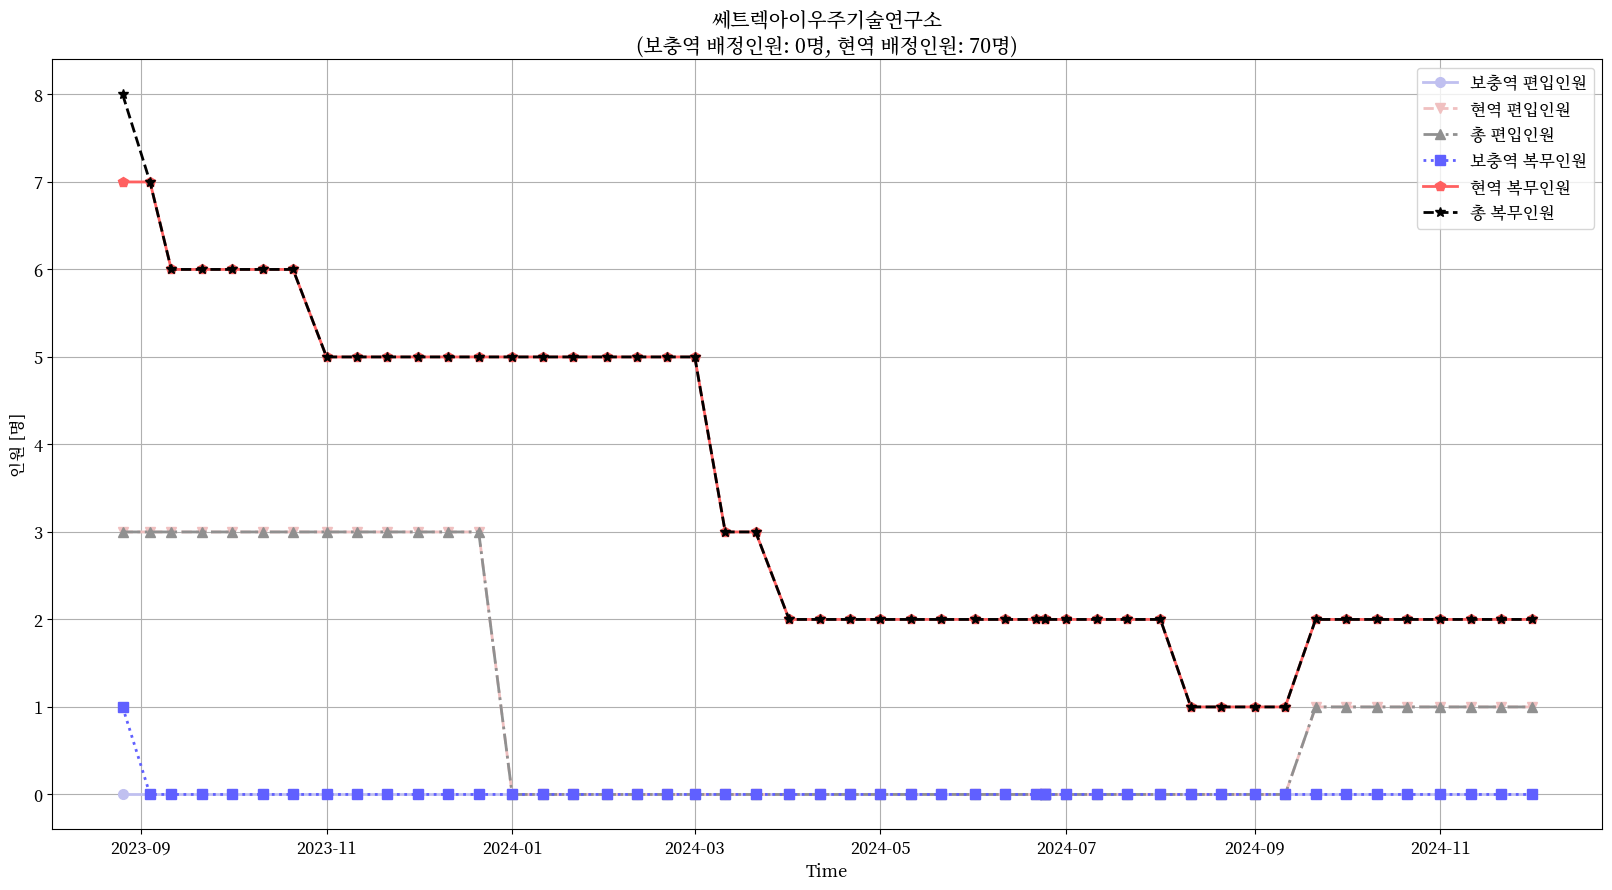 쎄트렉아이우주기술연구소
(보충역 배정인원: 0명, 현역 배정인원: 70명)
보충역 편입인원
현역 편입인원
총 편입인원
보충역 복무인원
현역 복무인원
총 복무인원
인원 [명]
8
7
6
5
4
3
2
1
0
2023-09
2023-11
2024-01
2024-03
2024-05
2024-07
2024-09
2024-11
Time